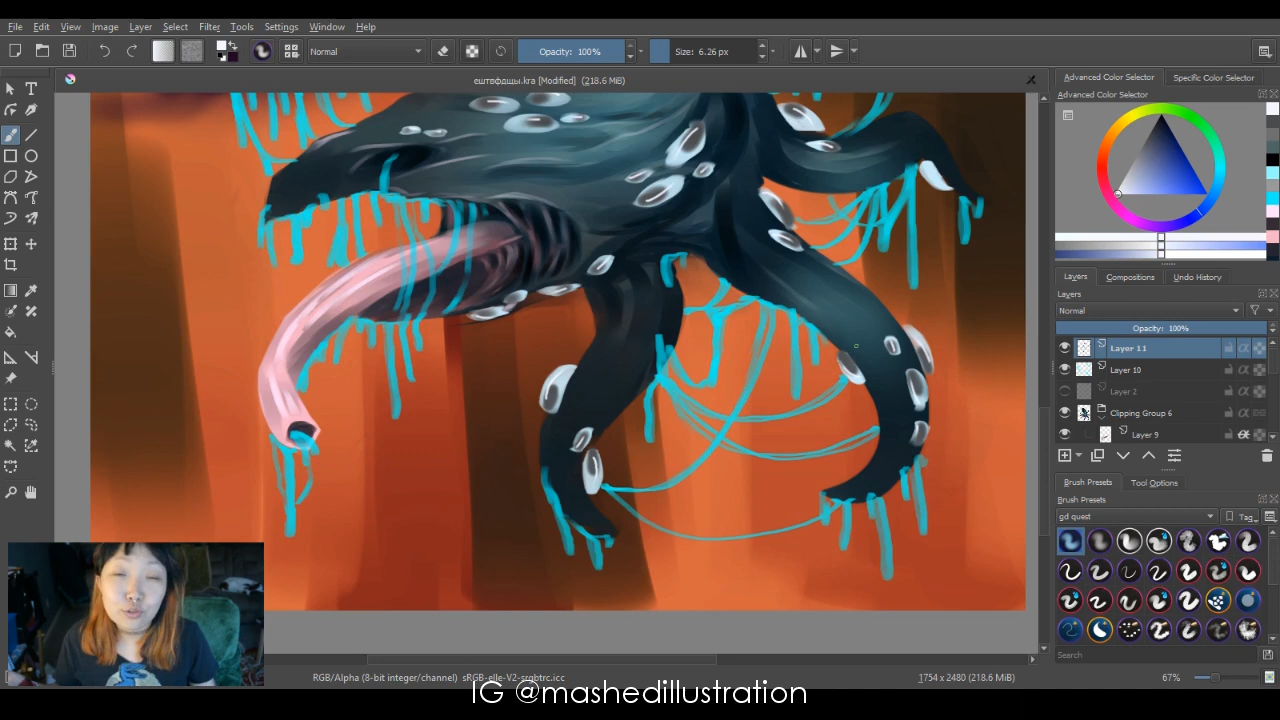 File Edit View Image Layer Select Filter Tools Settings Window Help
Normal Opacity: 100% Size: 6.26 px
ештвфдщы.kra [Modified] (218.6 MiB)
Advanced Color Selector Specific Color Selector
Advanced Color Selector
Layers Compositions Undo History
Layers
Normal
Opacity: 100%
Layer 11
Layer 10
Layer 2
Clipping Group 6
Layer 9
Brush Presets Tool Options
Brush Presets
gd quest Tag
Search
RGB/Alpha (8-bit integer/channel) sRGB-elle-V2-srgbtrc.icc 1754 x 2480 (218.6 MiB) 67%
IG @mashedillustration